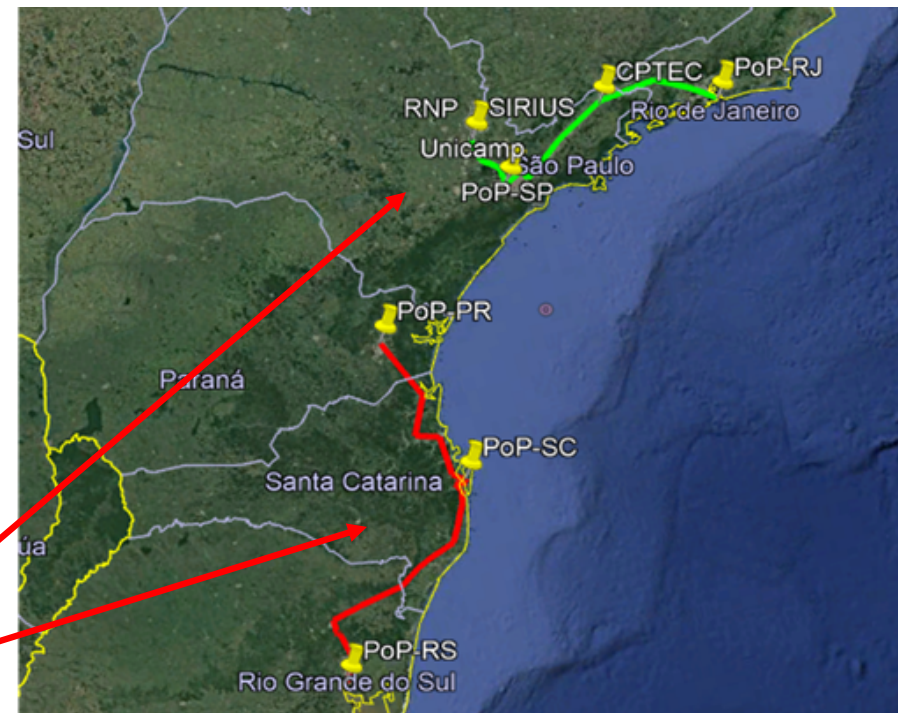 CPTEC
PoP-RJ
RNP
SIRIUS
Rio de Janeiro
Sul
Unicamp
São Paulo
PoP-SP
PoP-PR
Paraná
PoP-SC
Santa Catarina
úa
PoP-RS
Rio Grande do Sul